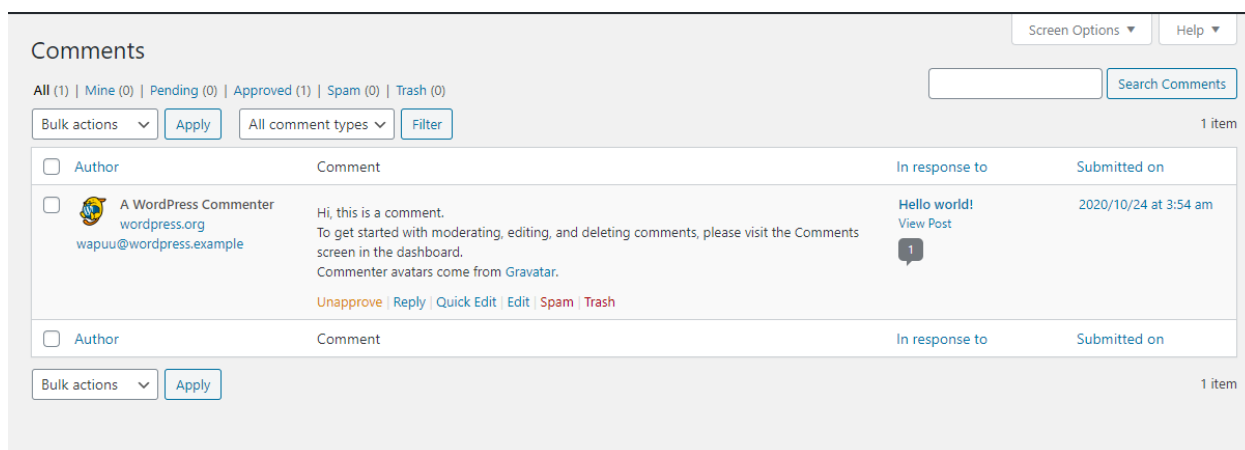 Screen Options ▼ Help ▼
Comments
All (1) | Mine (0) | Pending (0) | Approved (1) | Spam (0) | Trash (0)
Search Comments
Bulk actions Apply All comment types Filter 1 item
Author Comment In response to Submitted on
A WordPress Commenter
wordpress.org
wapuu@wordpress.example
Hi, this is a comment.
To get started with moderating, editing, and deleting comments, please visit the Comments
screen in the dashboard.
Commenter avatars come from Gravatar.
Unapprove | Reply | Quick Edit | Edit | Spam | Trash
Hello world!
View Post
1
2020/10/24 at 3:54 am
Author Comment In response to Submitted on
Bulk actions Apply 1 item